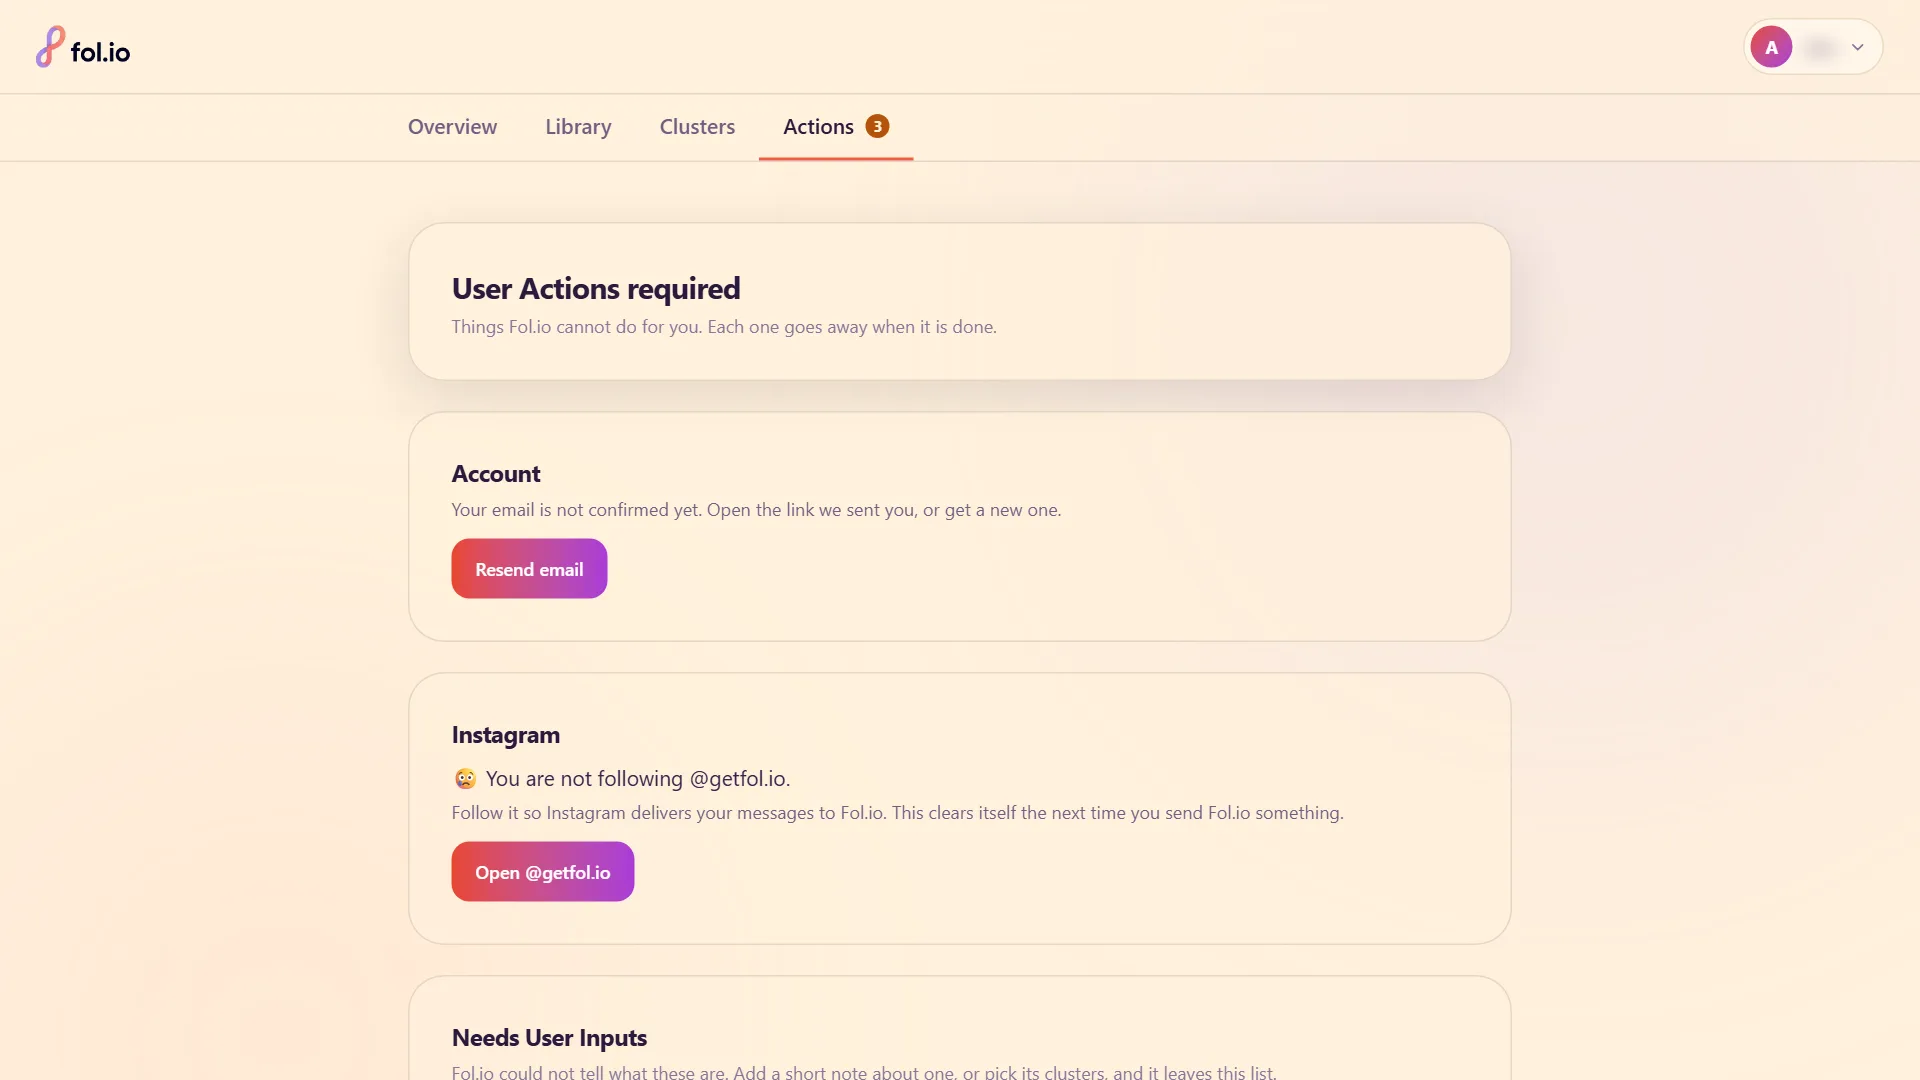 fol.io
A
Overview
Library
Clusters
Actions 3
User Actions required
Things Fol.io cannot do for you. Each one goes away when it is done.
Account
Your email is not confirmed yet. Open the link we sent you, or get a new one.
Resend email
Instagram
You are not following @getfol.io.
Follow it so Instagram delivers your messages to Fol.io. This clears itself the next time you send Fol.io something.
Open @getfol.io
Needs User Inputs
Fol.io could not tell what these are. Add a short note about one, or pick its clusters, and it leaves this list.